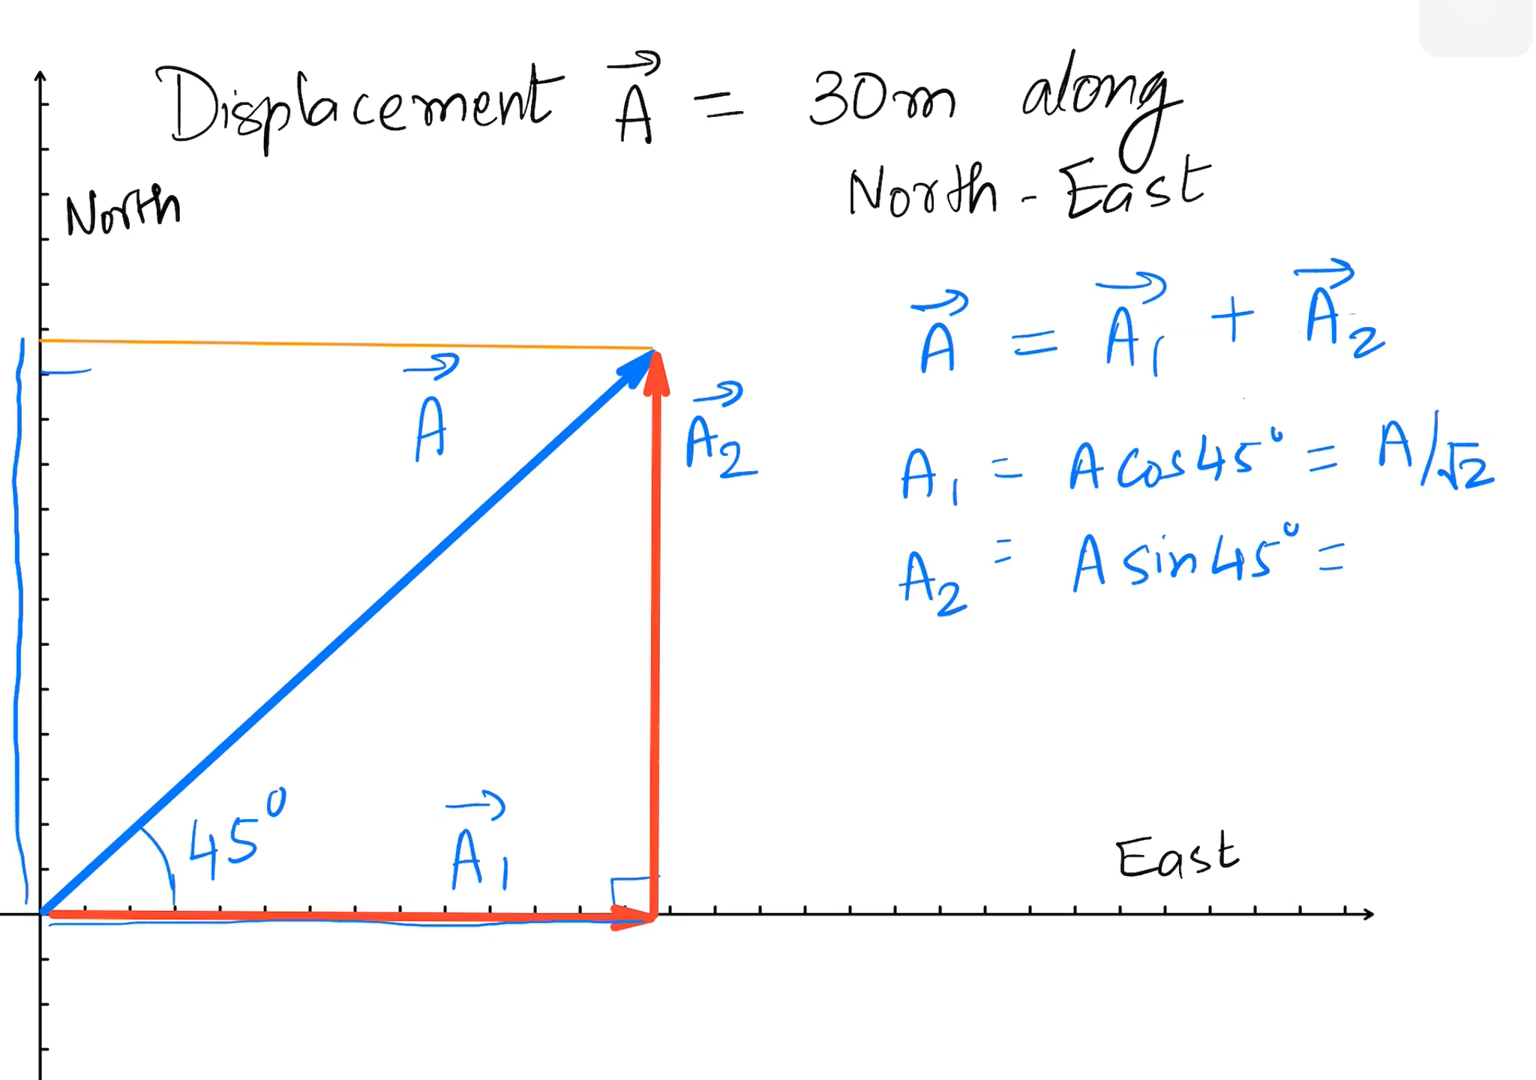 Displacement A⃗ = 30m along
North-East
North
A⃗ = A⃗₁ + A⃗₂
A⃗
A⃗₂
A₁ = A cos45° = A/√2
A₂ = A sin45° =
45°
A⃗₁
East